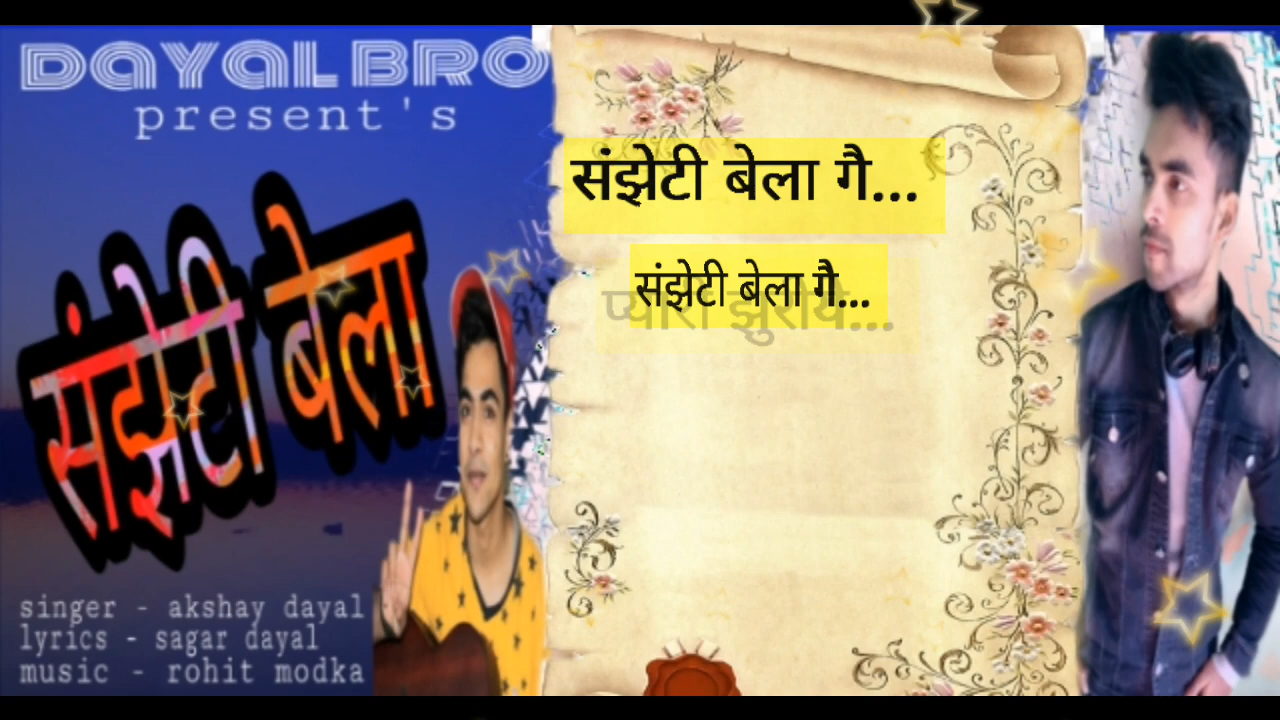 DAYAL BRO
present's
संझेटी बेला
singer - akshay dayal
lyrics - sagar dayal
music - rohit modka
संझेटी बेला गै...
संझेटी बेला गै...
प्यारी झुराये...